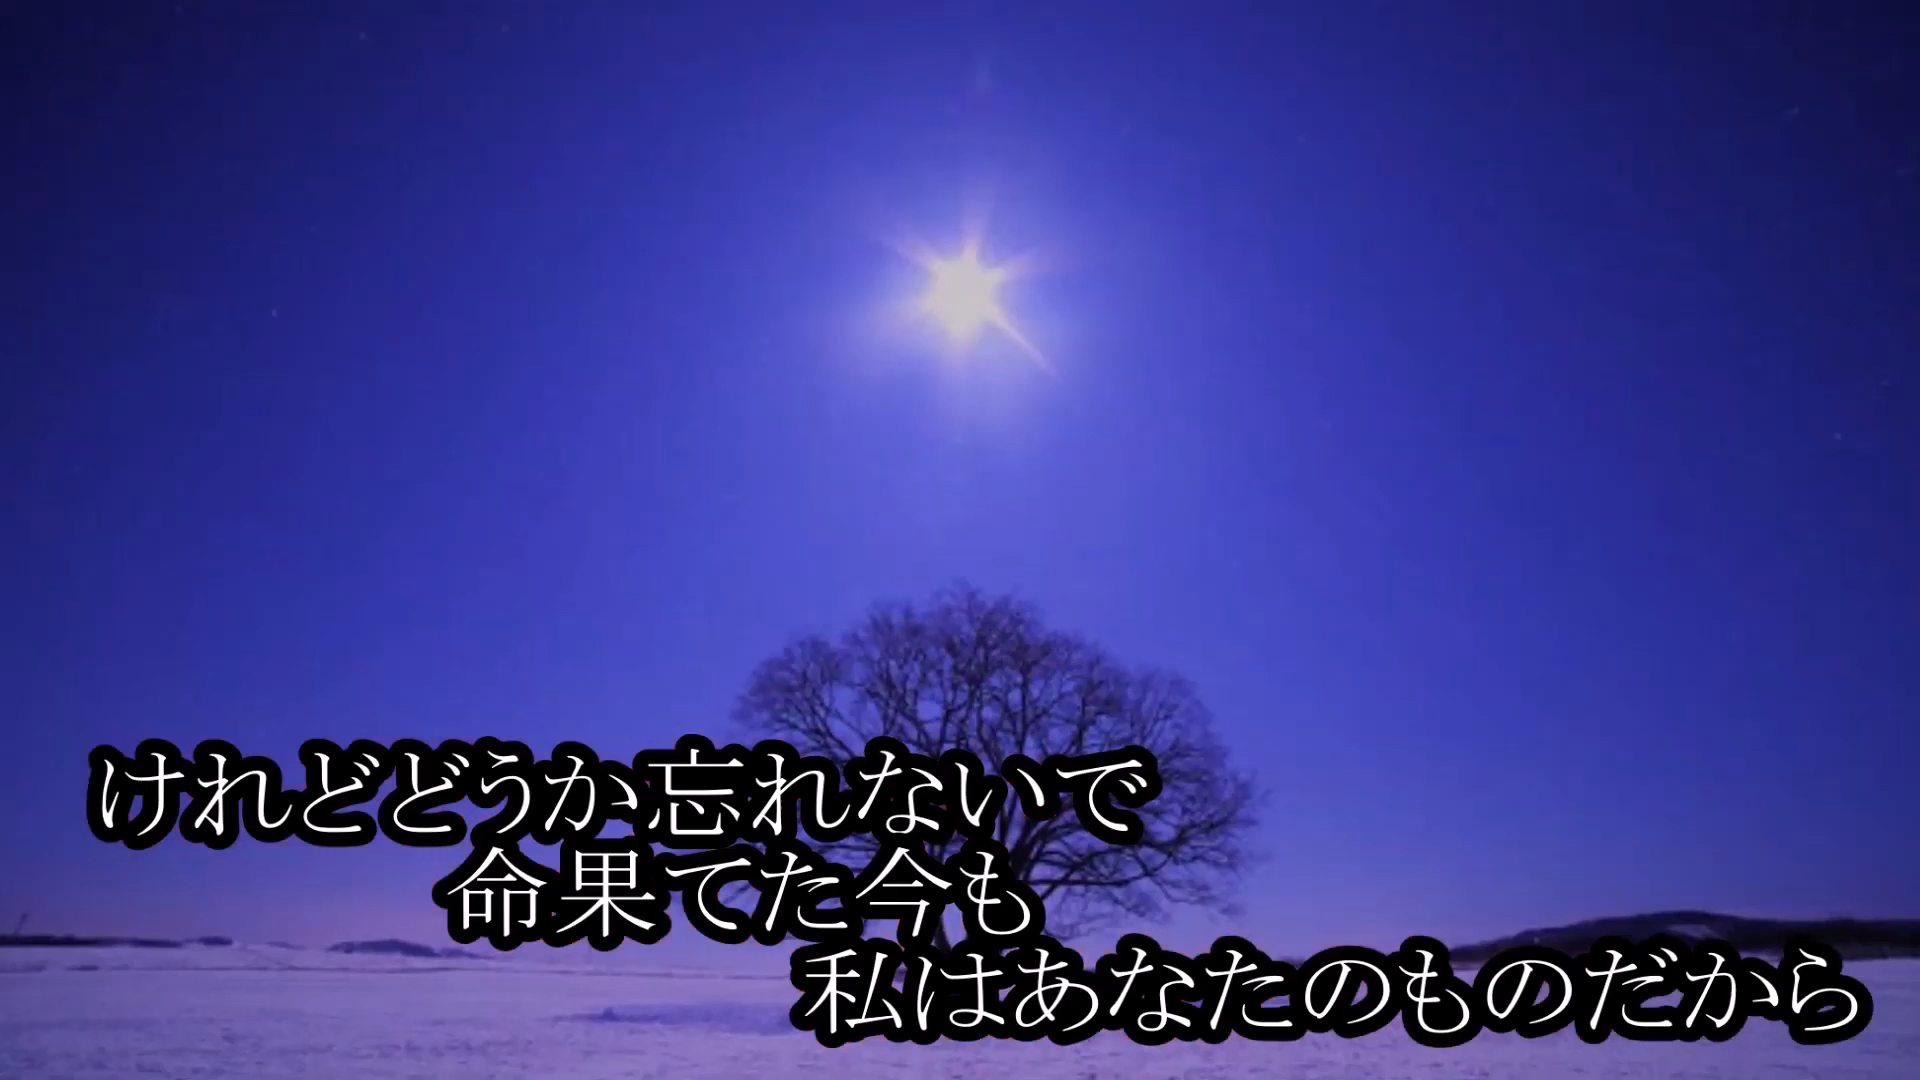 けれどどうか忘れないで
命果てた今も
私はあなたのものだから